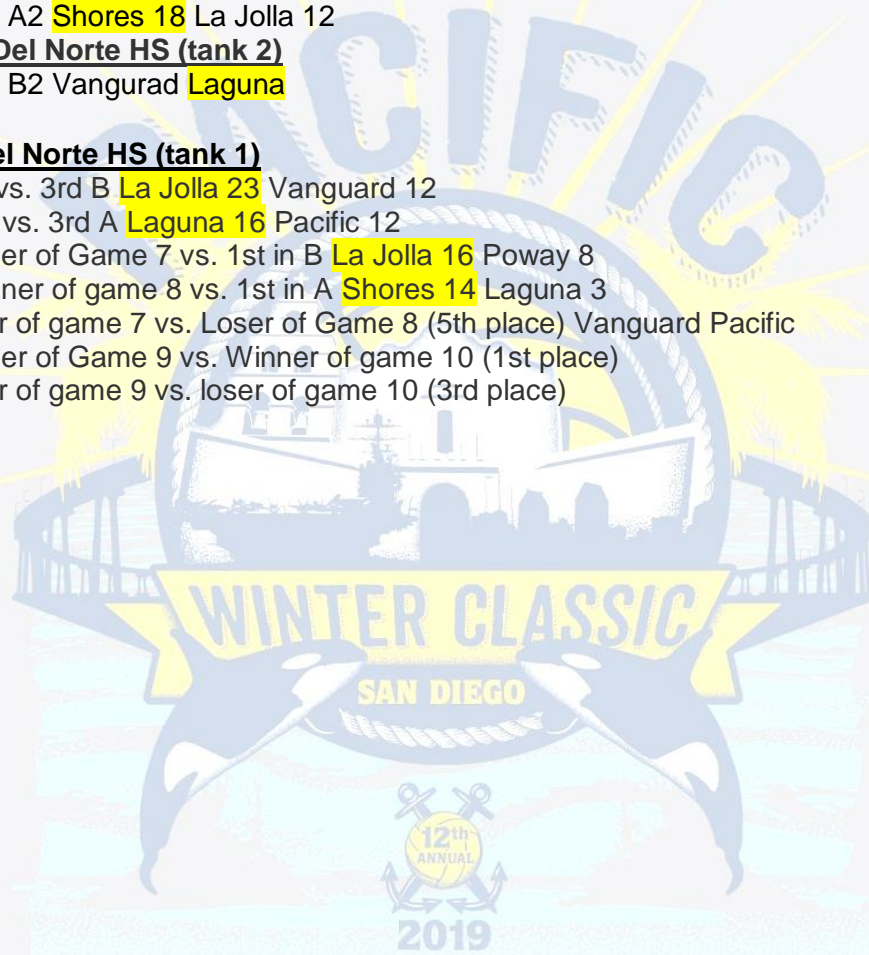 A2 Shores 18 La Jolla 12
Del Norte HS (tank 2)
B2 Vangurad Laguna
el Norte HS (tank 1)
vs. 3rd B La Jolla 23 Vanguard 12
vs. 3rd A Laguna 16 Pacific 12
er of Game 7 vs. 1st in B La Jolla 16 Poway 8
ner of game 8 vs. 1st in A Shores 14 Laguna 3
r of game 7 vs. Loser of Game 8 (5th place) Vanguard Pacific
er of Game 9 vs. Winner of game 10 (1st place)
r of game 9 vs. loser of game 10 (3rd place)
PACIFIC
WINTER CLASSIC
SAN DIEGO
12th
ANNUAL
2019